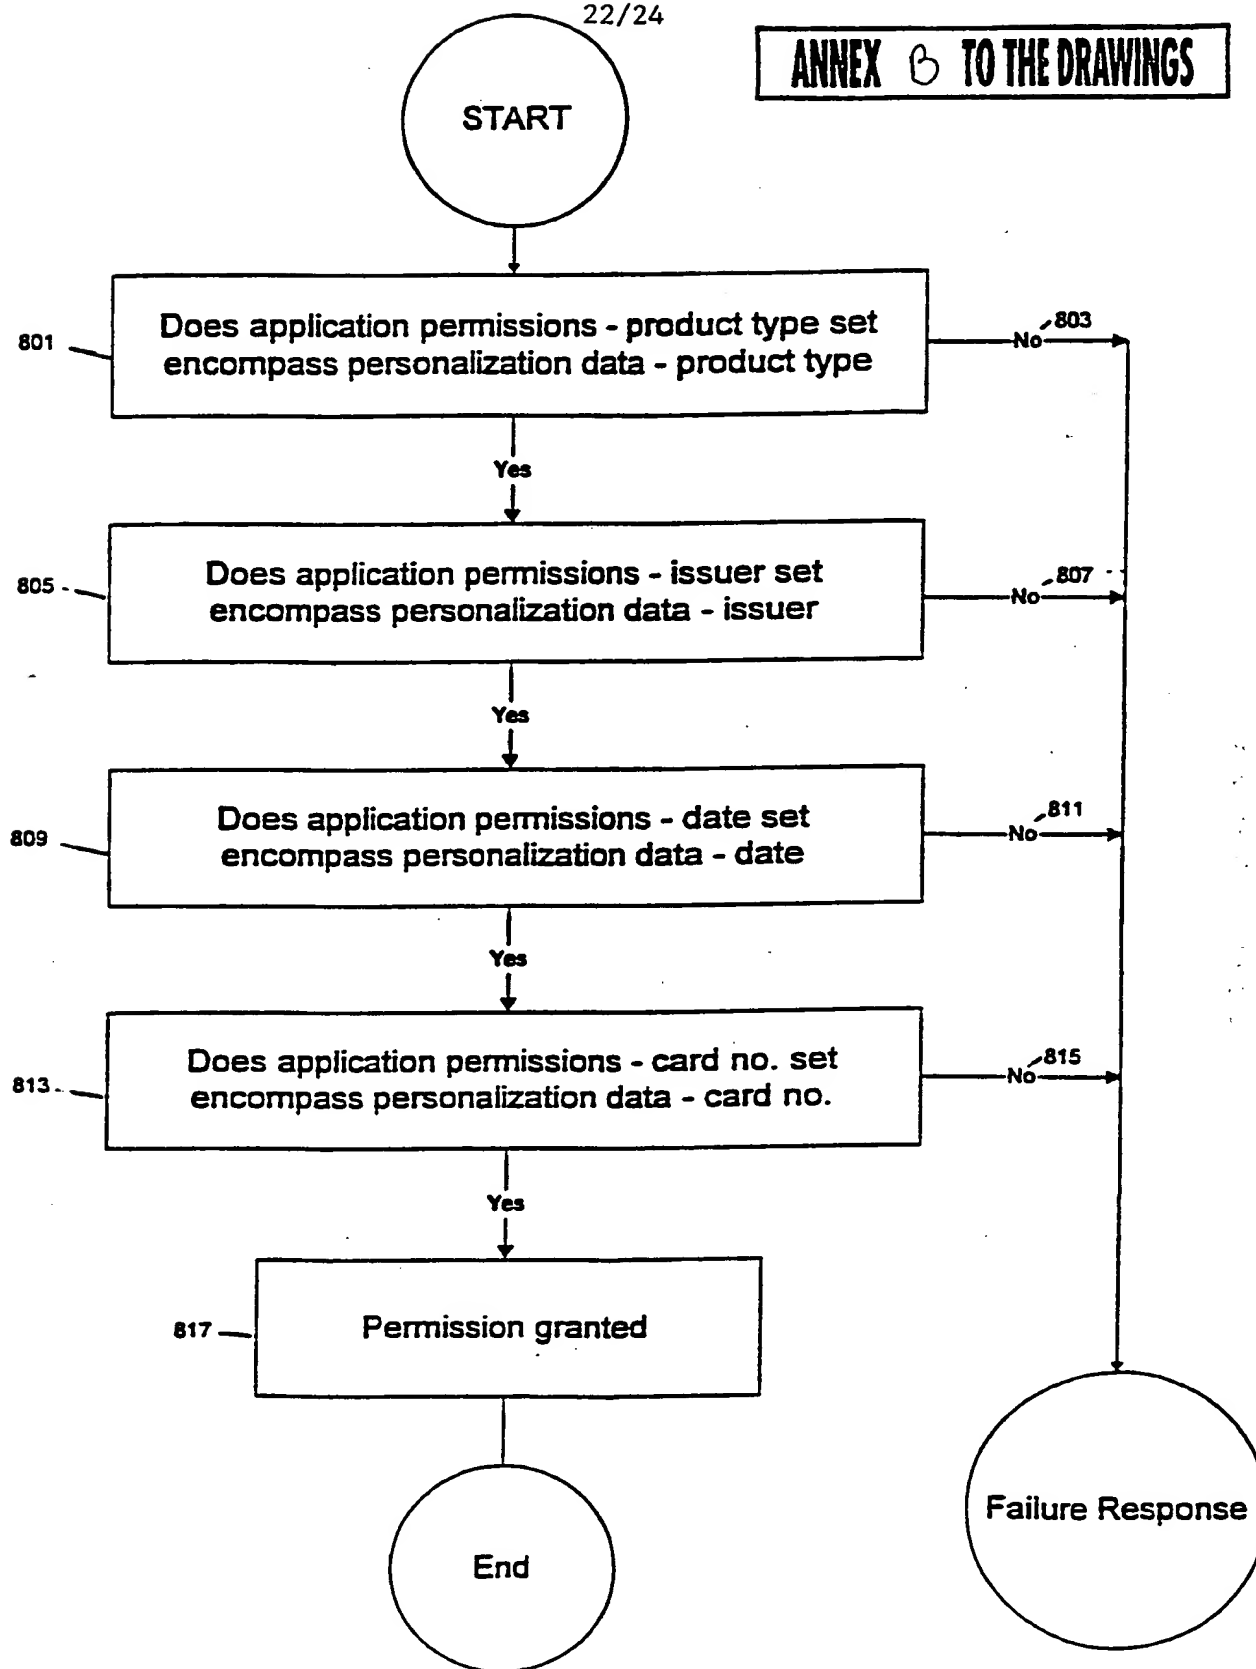 22/24
ANNEX B TO THE DRAWINGS
START
801
Does application permissions - product type set
encompass personalization data - product type
No
803
Yes
805
Does application permissions - issuer set
encompass personalization data - issuer
No
807
Yes
809
Does application permissions - date set
encompass personalization data - date
No
811
Yes
813
Does application permissions - card no. set
encompass personalization data - card no.
No
815
Yes
817
Permission granted
Failure Response
End